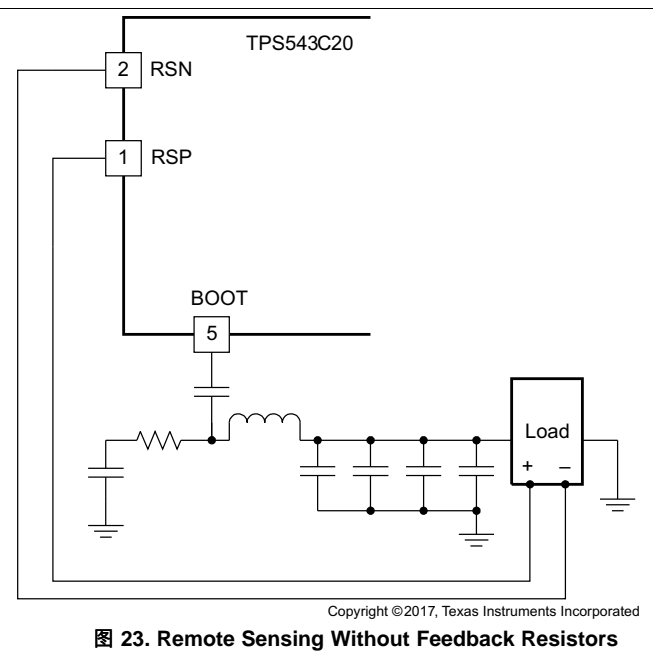 TPS543C20
2 RSN
1 RSP
BOOT
5
Load
+ –
Copyright ©2017, Texas Instruments Incorporated
图 23. Remote Sensing Without Feedback Resistors